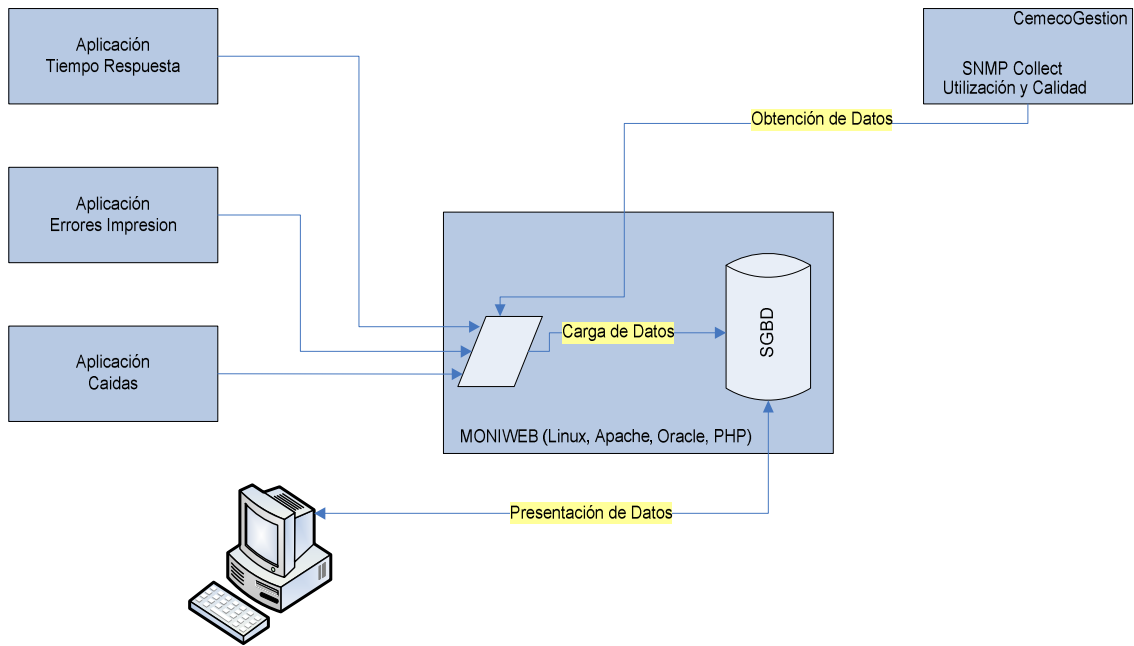 Aplicación
Tiempo Respuesta
CemecoGestion
SNMP Collect
Utilización y Calidad
Obtención de Datos
Aplicación
Errores Impresion
Carga de Datos
SGBD
Aplicación
Caidas
MONIWEB (Linux, Apache, Oracle, PHP)
Presentación de Datos